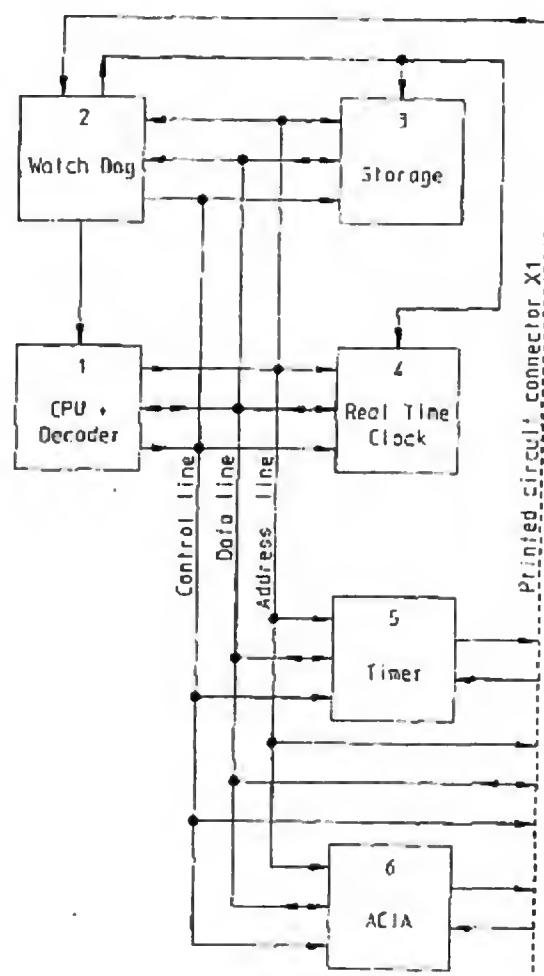 2
Watch Dog
3
Storage
1
CPU +
Decoder
4
Real Time
Clock
Control line
Data line
Address line
Printed circuit connector X1
5
Timer
6
ACIA